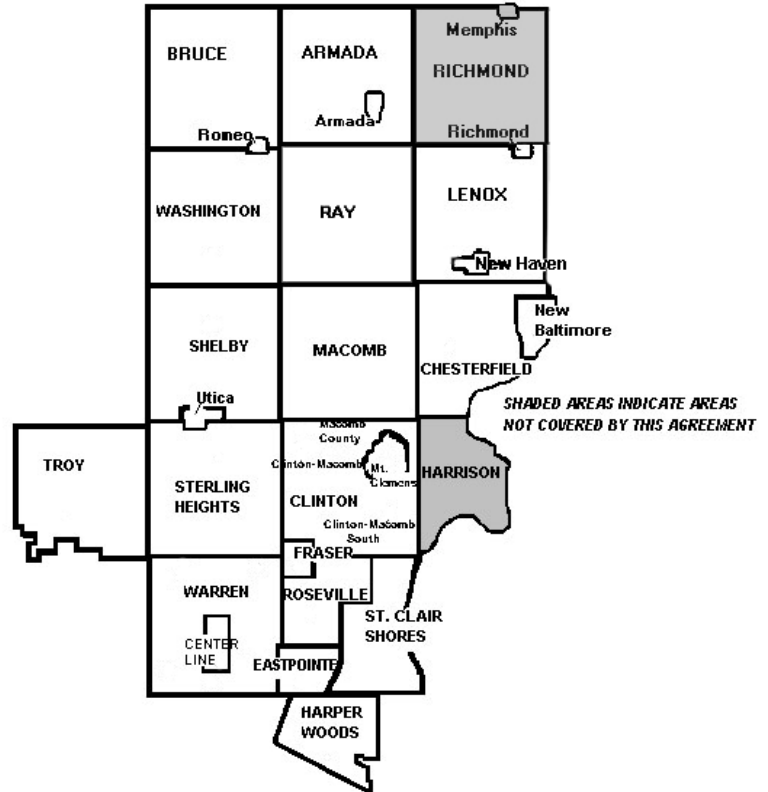 Memphis
BRUCE
ARMADA
RICHMOND
Armada
Romeo
Richmond
LENOX
WASHINGTON
RAY
New Haven
New
Baltimore
SHELBY
MACOMB
CHESTERFIELD
Utica
SHADED AREAS INDICATE AREAS
NOT COVERED BY THIS AGREEMENT
Macomb
County
TROY
Clinton-Macomb
Mt.
Clemens
HARRISON
STERLING
HEIGHTS
CLINTON
Clinton-Macomb
South
FRASER
WARREN
ROSEVILLE
ST. CLAIR
SHORES
CENTER
LINE
EASTPOINTE
HARPER
WOODS